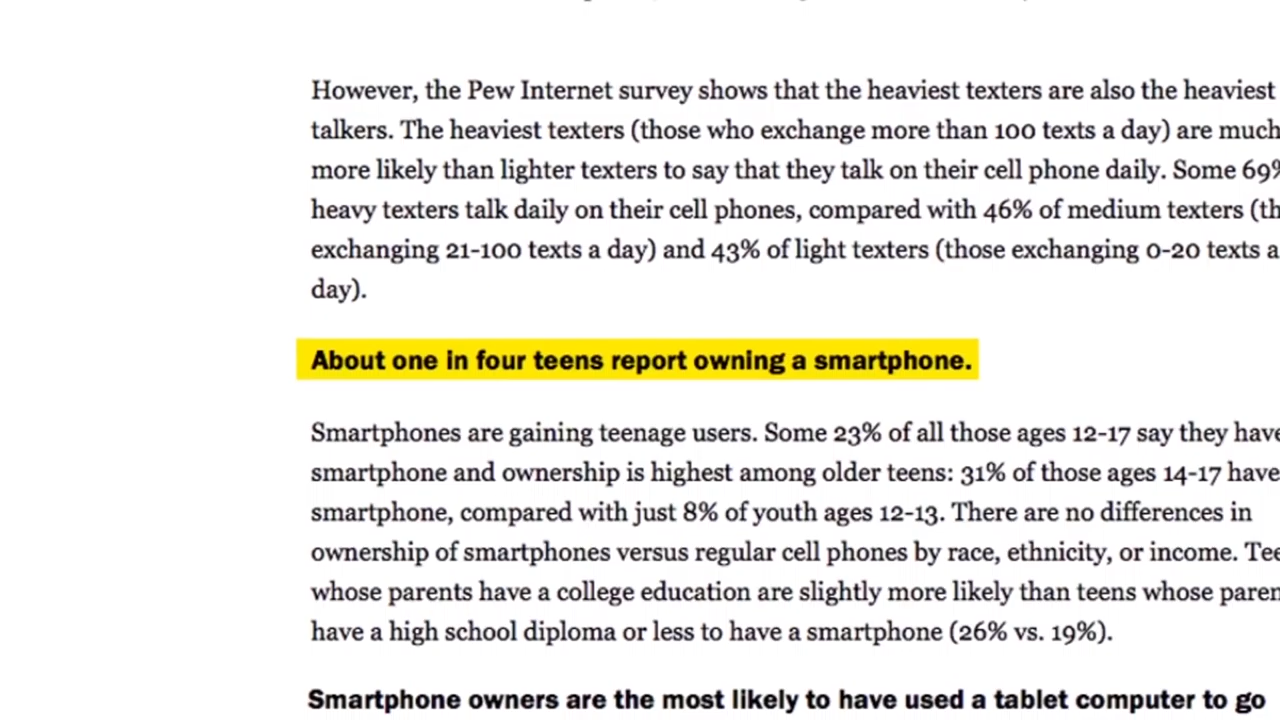 However, the Pew Internet survey shows that the heaviest texters are also the heaviest
talkers. The heaviest texters (those who exchange more than 100 texts a day) are much
more likely than lighter texters to say that they talk on their cell phone daily. Some 69%
heavy texters talk daily on their cell phones, compared with 46% of medium texters (th
exchanging 21-100 texts a day) and 43% of light texters (those exchanging 0-20 texts a
day).
About one in four teens report owning a smartphone.
Smartphones are gaining teenage users. Some 23% of all those ages 12-17 say they have
smartphone and ownership is highest among older teens: 31% of those ages 14-17 have
smartphone, compared with just 8% of youth ages 12-13. There are no differences in
ownership of smartphones versus regular cell phones by race, ethnicity, or income. Tee
whose parents have a college education are slightly more likely than teens whose paren
have a high school diploma or less to have a smartphone (26% vs. 19%).
Smartphone owners are the most likely to have used a tablet computer to go